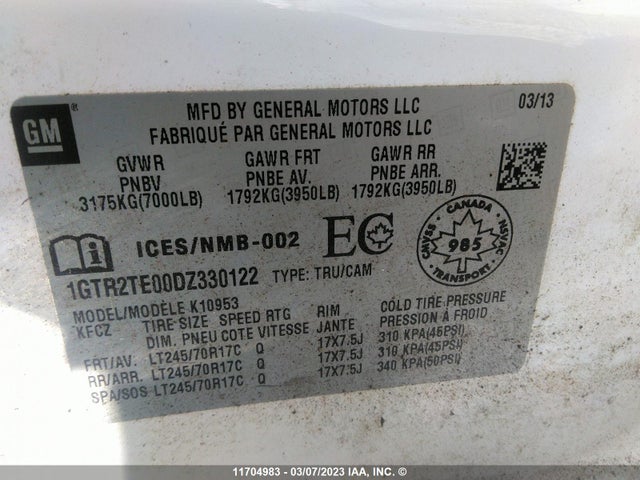 GM
MFD BY GENERAL MOTORS LLC 03/13
FABRIQUÉ PAR GENERAL MOTORS LLC
GVWR GAWR FRT GAWR RR
PNBV PNBE AV. PNBE ARR.
3175KG(7000LB) 1792KG(3950LB) 1792KG(3950LB)
ICES/NMB-002 EC
CANADA
CMVSS 985 NSVAC
TRANSPORT
1GTR2TE00DZ330122 TYPE: TRU/CAM
MODEL/MODÈLE K10953
KFCZ TIRE SIZE SPEED RTG RIM COLD TIRE PRESSURE
DIM. PNEU COTE VITESSE JANTE PRESSION À FROID
FRT/AV. LT245/70R17C Q 17X7.5J 310 KPA(45PSI)
RR/ARR. LT245/70R17C Q 17X7.5J 310 KPA(45PSI)
SPA/SOS LT245/70R17C Q 17X7.5J 340 KPA(50PSI)
11704983 - 03/07/2023 IAA, Inc. ©